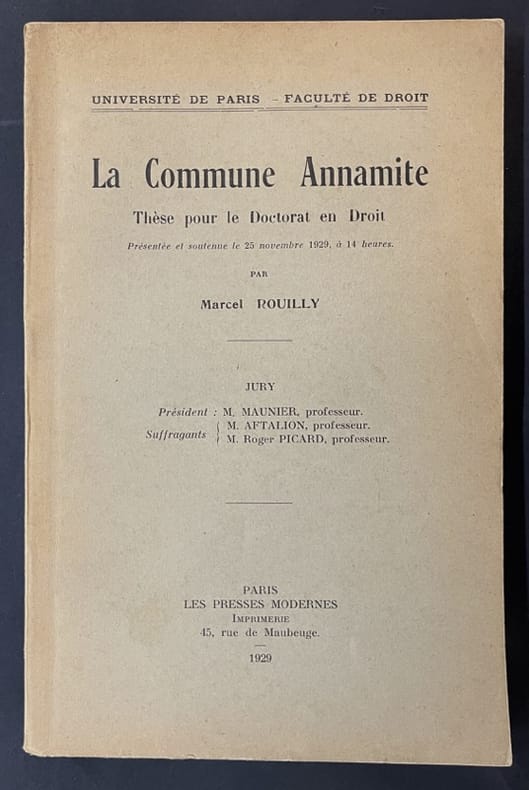 UNIVERSITÉ DE PARIS - FACULTÉ DE DROIT
La Commune Annamite
Thèse pour le Doctorat en Droit
Présentée et soutenue le 25 novembre 1929, à 14 heures.
PAR
Marcel ROUILLY
JURY
Président : M. MAUNIER, professeur.
Suffragants { M. AFTALION, professeur.
M. Roger PICARD, professeur.
PARIS
LES PRESSES MODERNES
IMPRIMERIE
45, rue de Maubeuge.
1929